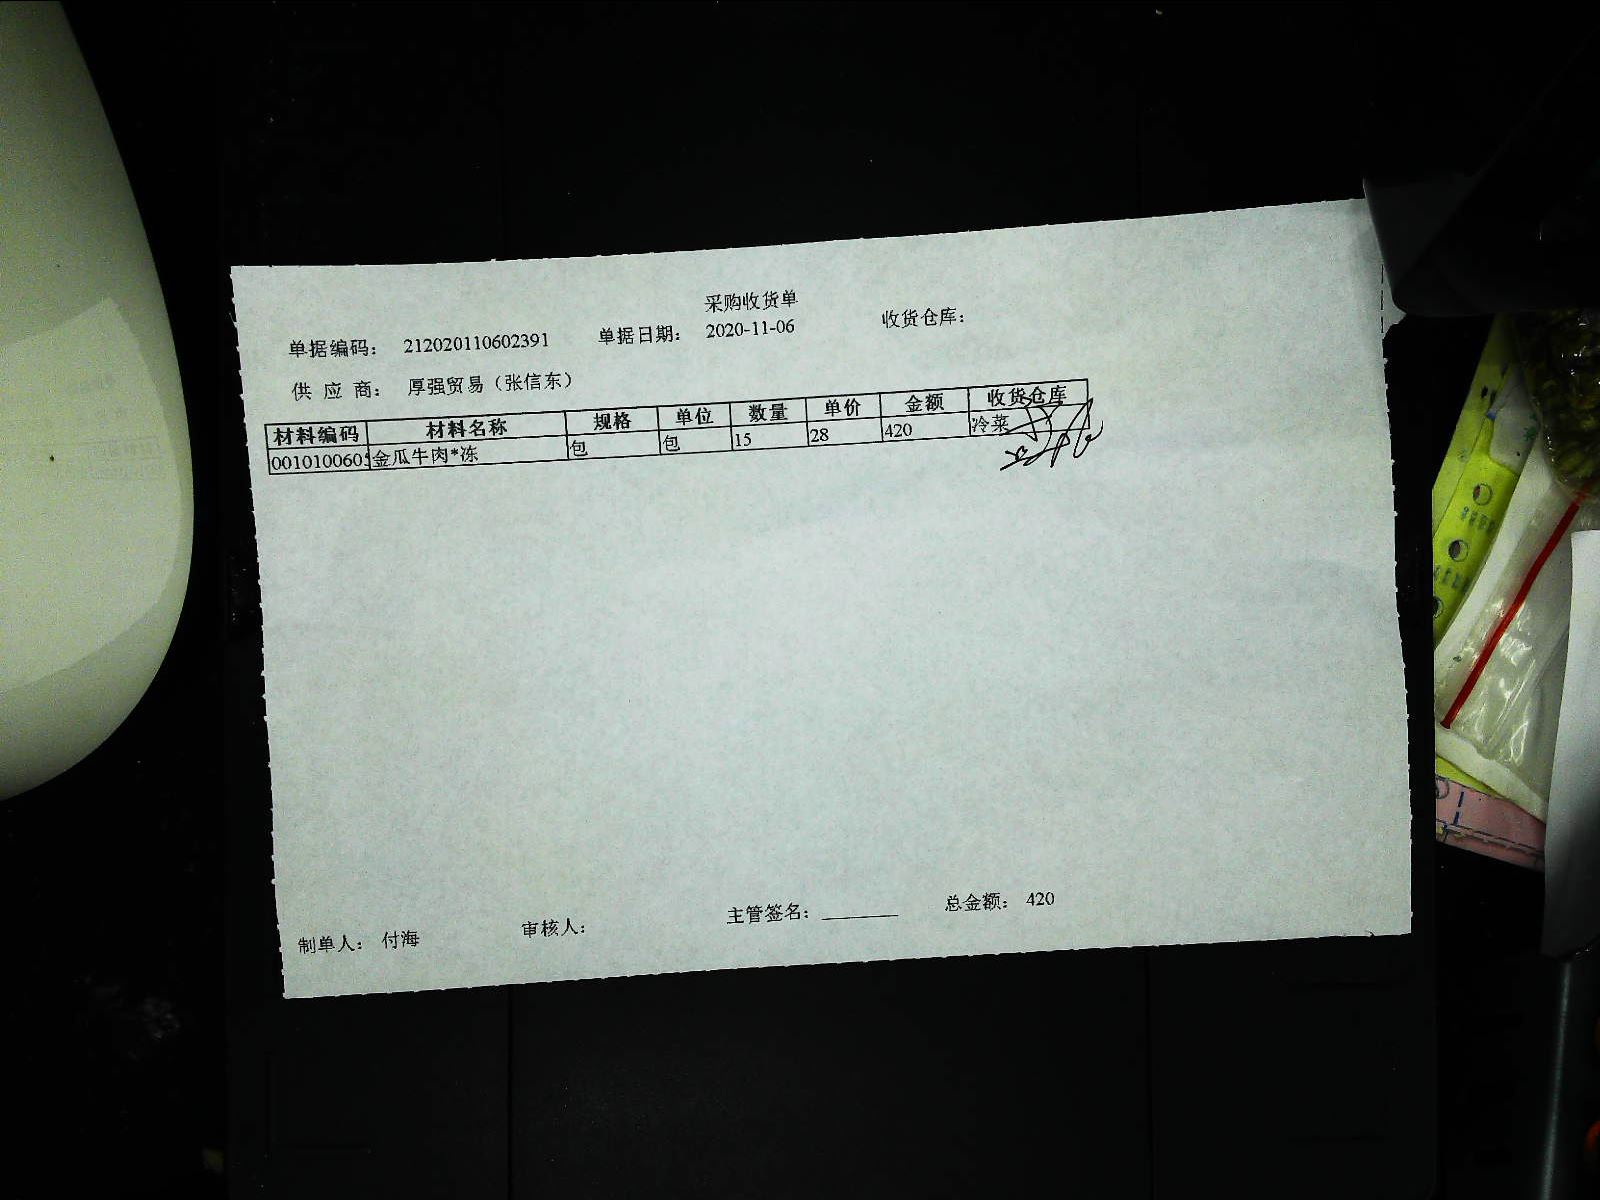 采购收货单
单据编码： 212020110602391 单据日期： 2020-11-06 收货仓库：
供 应 商： 厚强贸易（张信东）
材料编码 材料名称 规格 单位 数量 单价 金额 收货仓库
0010100605 金瓜牛肉*冻 包 包 15 28 420 冷菜
制单人： 付海 审核人： 主管签名： 总金额： 420